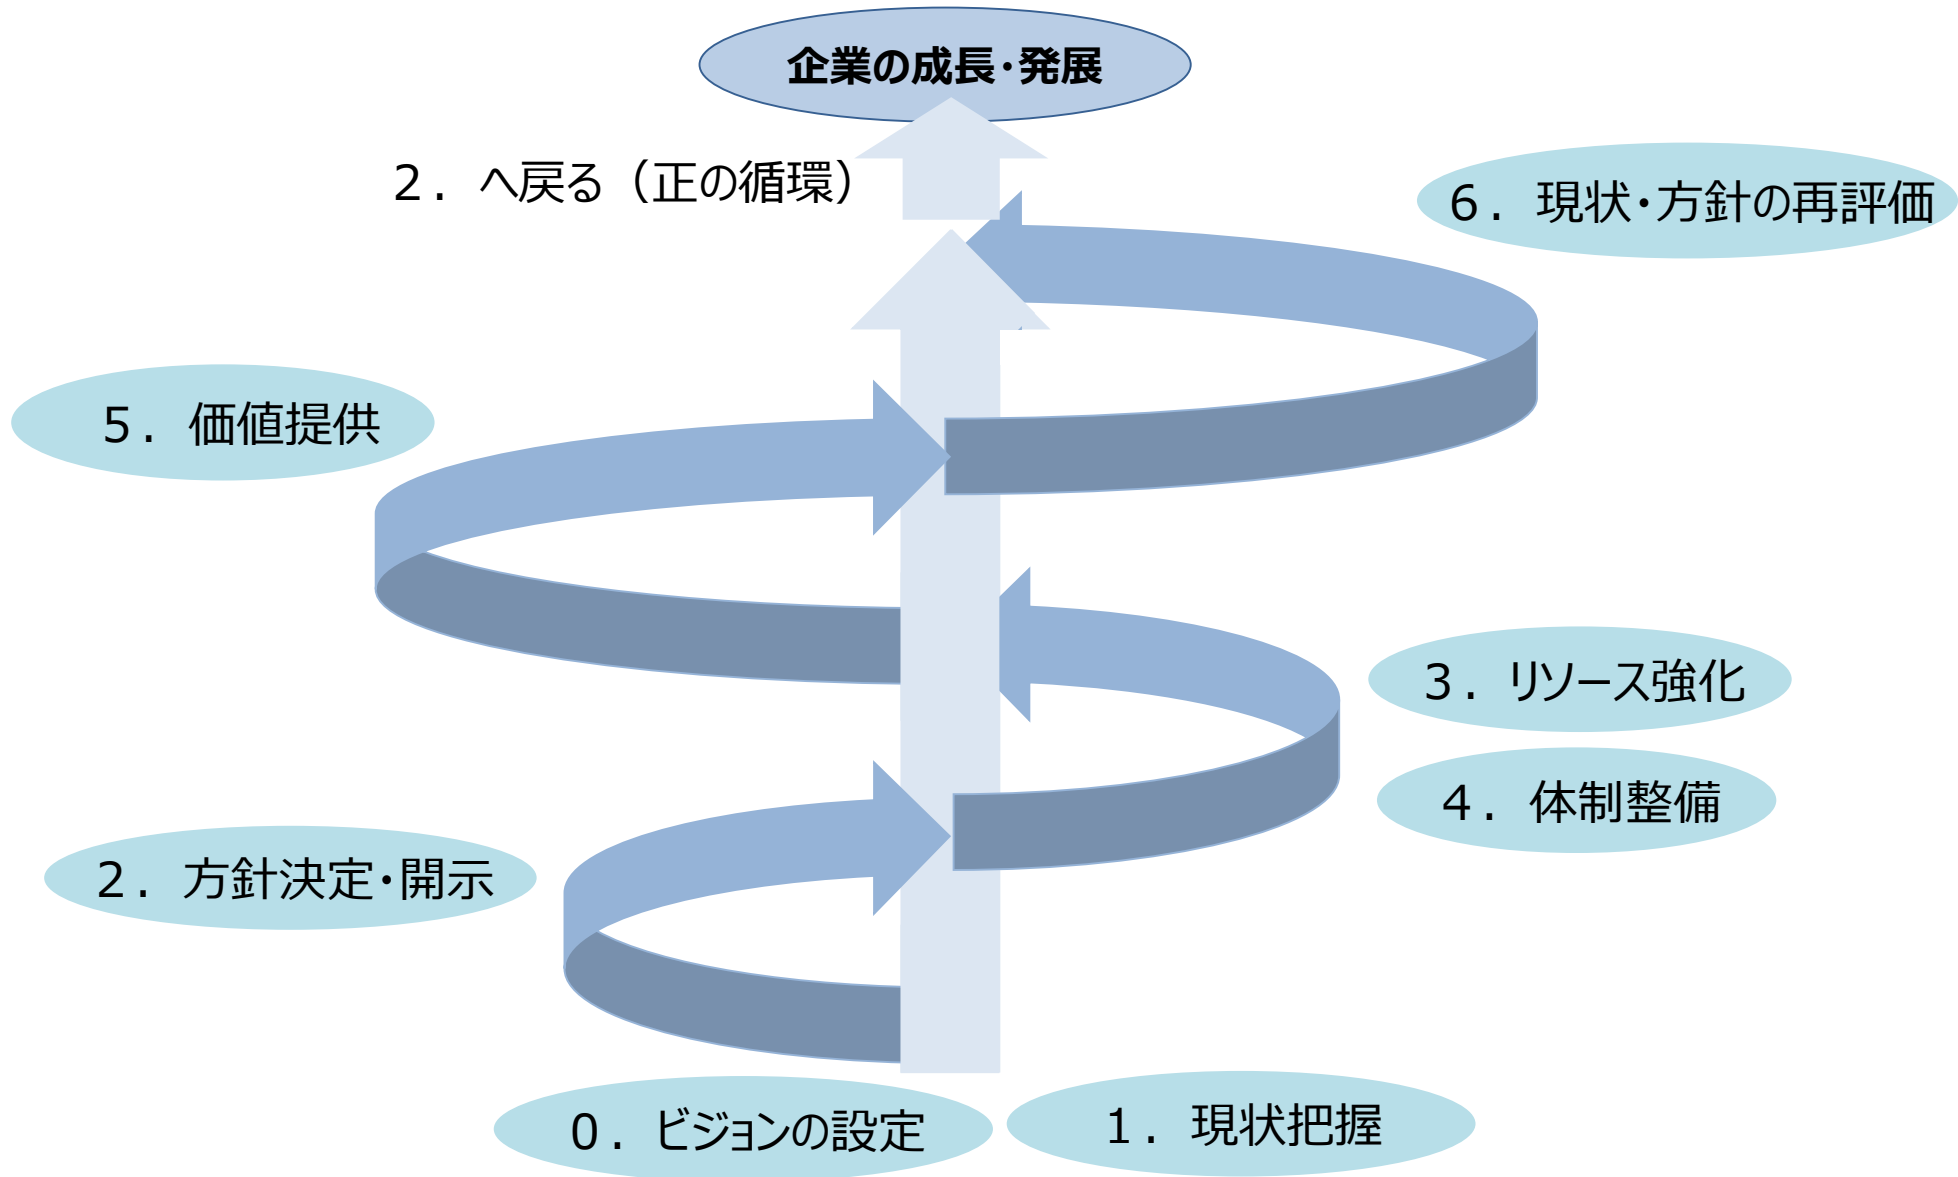 企業の成長･発展
２．へ戻る（正の循環）
６．現状･方針の再評価
５．価値提供
３．リソース強化
４．体制整備
２．方針決定･開示
０．ビジョンの設定
１．現状把握